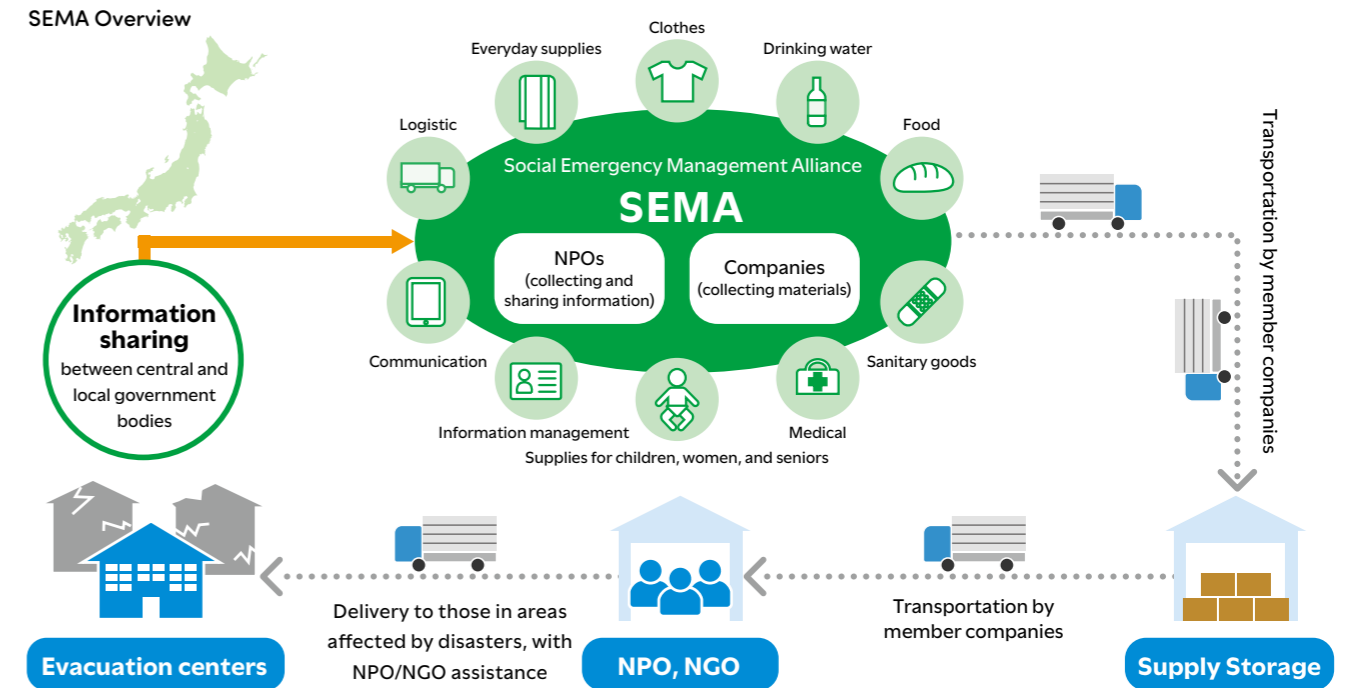 SEMA Overview
Clothes
Everyday supplies
Drinking water
Logistic
Food
Social Emergency Management Alliance
SEMA
NPOs
(collecting and
sharing information)
Companies
(collecting materials)
Information
sharing
between central and
local government
bodies
Communication
Sanitary goods
Information management
Medical
Supplies for children, women, and seniors
Transportation by member companies
Delivery to those in areas
affected by disasters, with
NPO/NGO assistance
Transportation by
member companies
Evacuation centers
NPO, NGO
Supply Storage